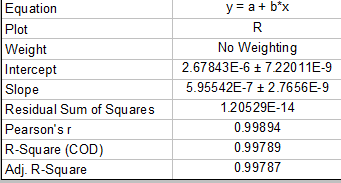 Equation y = a + b*x
Plot R
Weight No Weighting
Intercept 2.67843E-6 ± 7.22011E-9
Slope 5.95542E-7 ± 2.7656E-9
Residual Sum of Squares 1.20529E-14
Pearson's r 0.99894
R-Square (COD) 0.99789
Adj. R-Square 0.99787